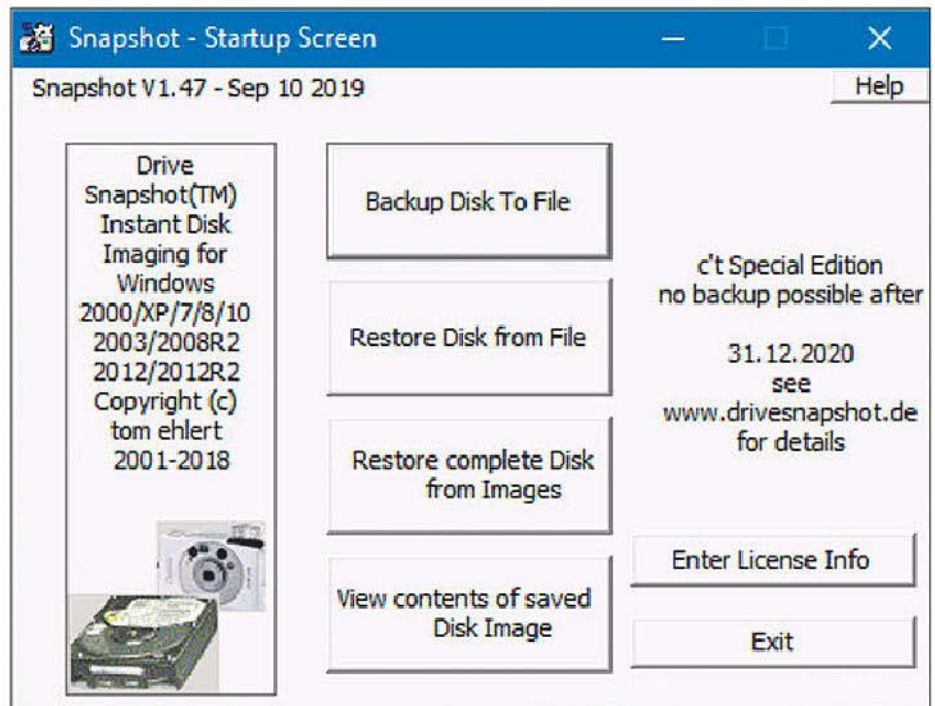 Snapshot - Startup Screen
Snapshot V1.47 - Sep 10 2019
Help
Drive
Snapshot(TM)
Instant Disk
Imaging for
Windows
2000/XP/7/8/10
2003/2008R2
2012/2012R2
Copyright (c)
tom ehlert
2001-2018
Backup Disk To File
Restore Disk from File
Restore complete Disk
from Images
View contents of saved
Disk Image
c't Special Edition
no backup possible after
31.12.2020
see
www.drivesnapshot.de
for details
Enter License Info
Exit